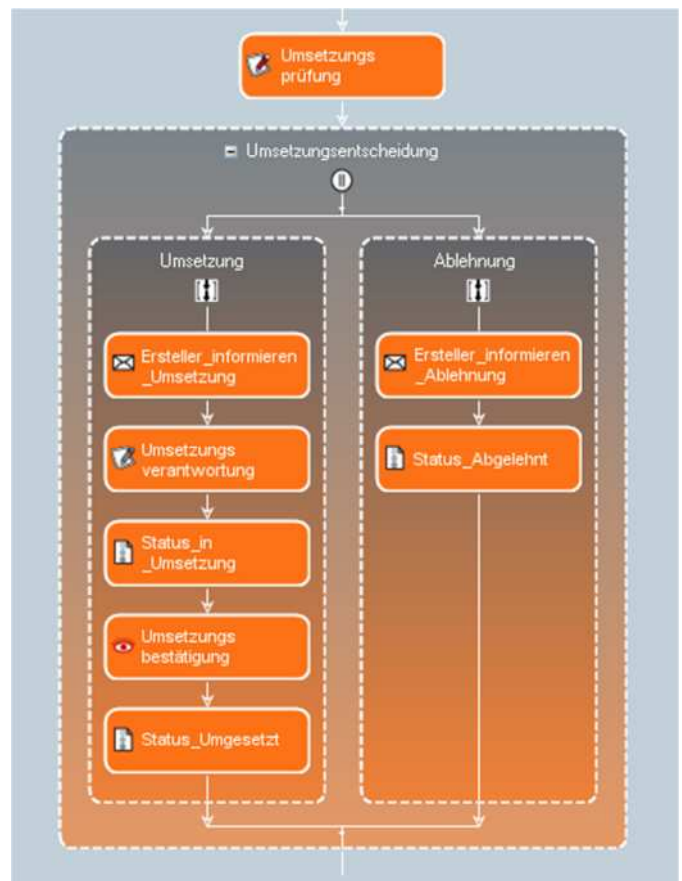 Umsetzungs
prüfung
Umsetzungsentscheidung
Umsetzung
Ersteller_informieren
_Umsetzung
Umsetzungs
verantwortung
Status_in
_Umsetzung
Umsetzungs
bestätigung
Status_Umgesetzt
Ablehnung
Ersteller_informieren
_Ablehnung
Status_Abgelehnt